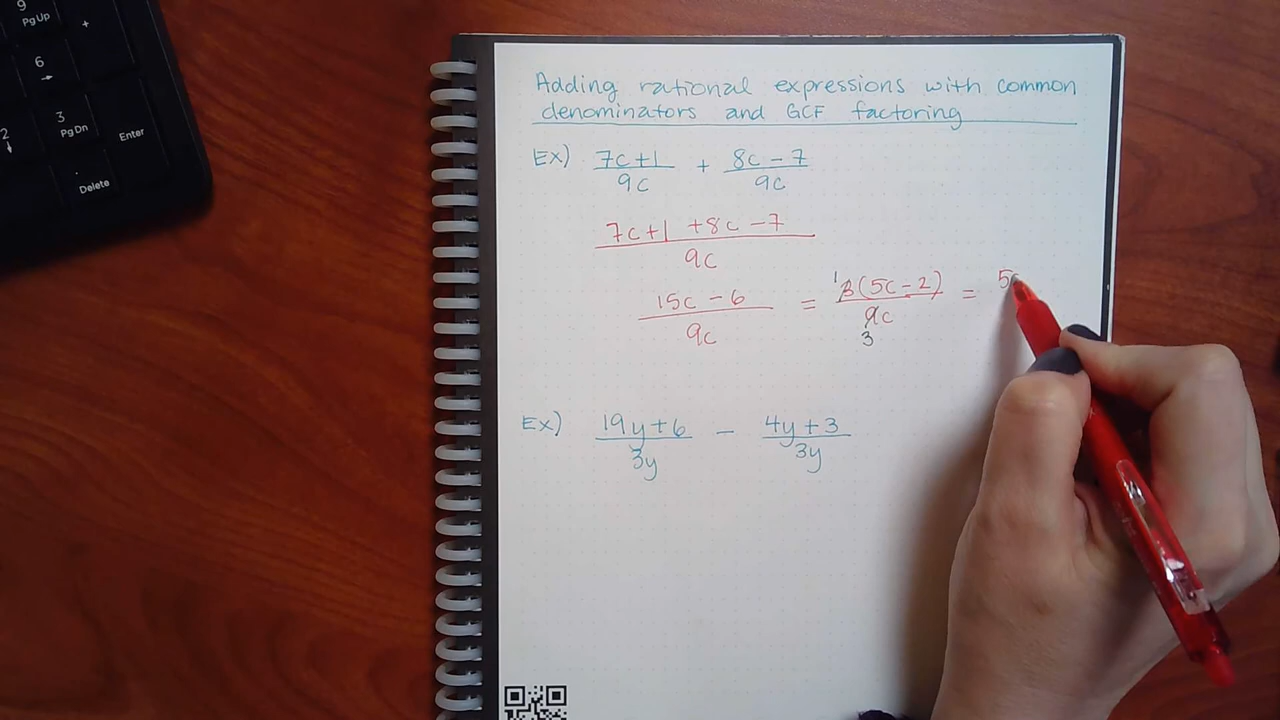 9
PgUp
+
6
→
3
PgDn
2
↓
Enter
.
Delete
Adding rational expressions with common
denominators and GCF factoring
Ex) 7c+1/9c + 8c-7/9c
7c+1+8c-7/9c
15c-6/9c = 1 3(5c-2)/9c 3 = 5c
Ex) 19y+6/3y - 4y+3/3y